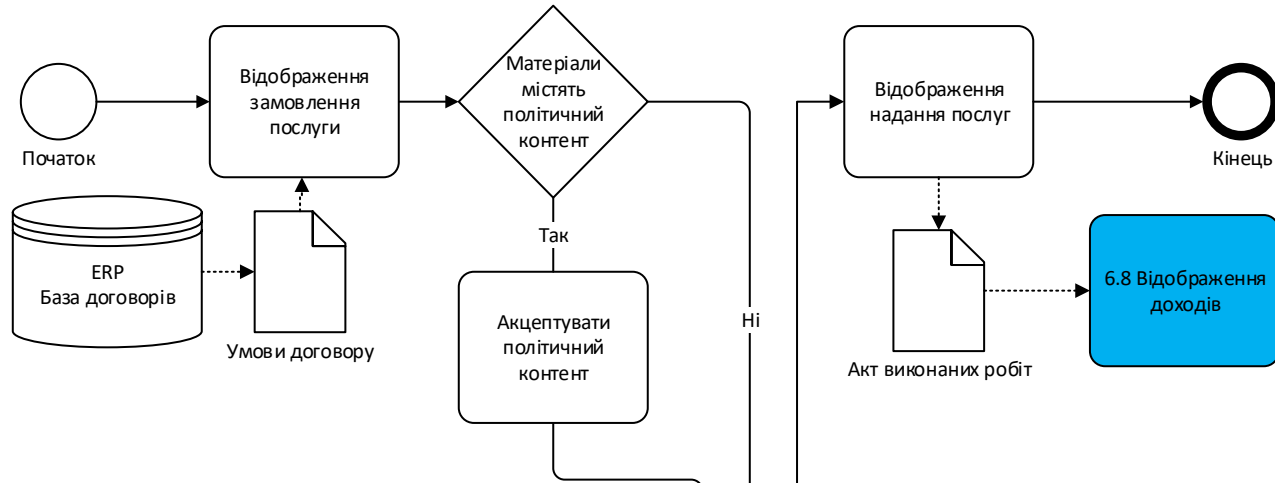 Початок
Відображення
замовлення
послуги
Матеріали
містять
політичний
контент
Відображення
надання послуг
Кінець
ERP
База договорів
Умови договору
Так
Акцептувати
політичний
контент
Ні
Акт виконаних робіт
6.8 Відображення
доходів